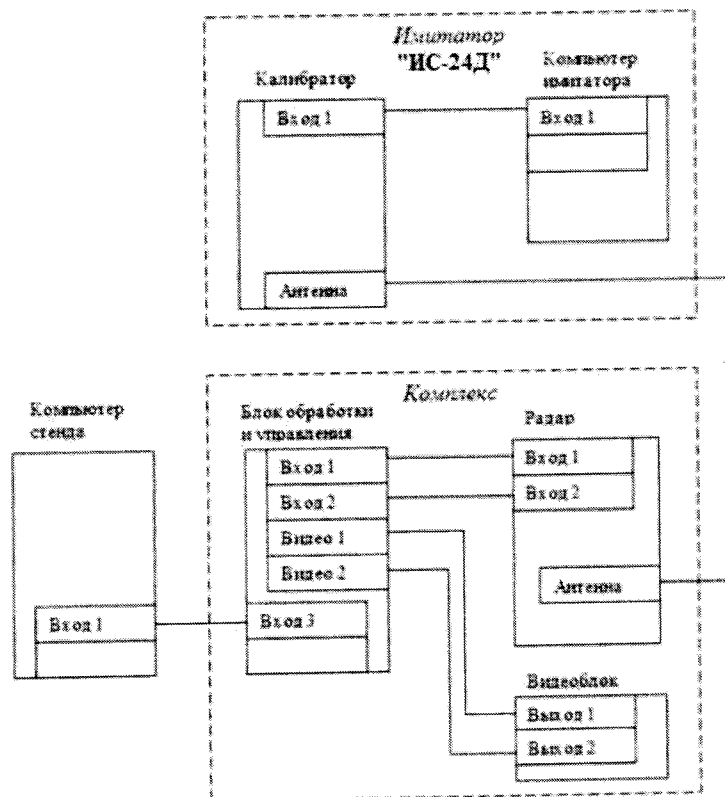 Имитатор
"ИС-24Д"
Калибратор
Компьютер
имитатора
Вход 1
Вход 1
Антенна
Комплекс
Компьютер
стенда
Блок обработки
и управления
Радар
Вход 1
Вход 1
Вход 2
Вход 2
Видео 1
Видео 2
Антенна
Вход 1
Вход 3
Видеоблок
Выход 1
Выход 2